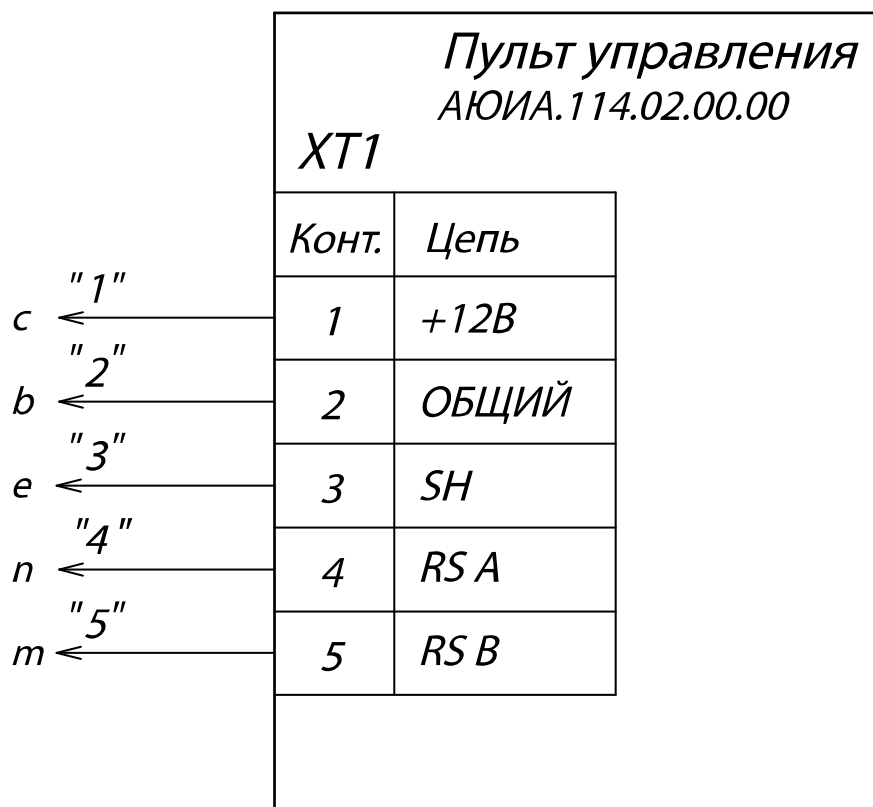 Пульт управления
АЮИА.114.02.00.00
XT1
Конт. Цепь
"1"
c 1 +12В
"2"
b 2 ОБЩИЙ
"3"
e 3 SH
"4"
n 4 RS A
"5"
m 5 RS B